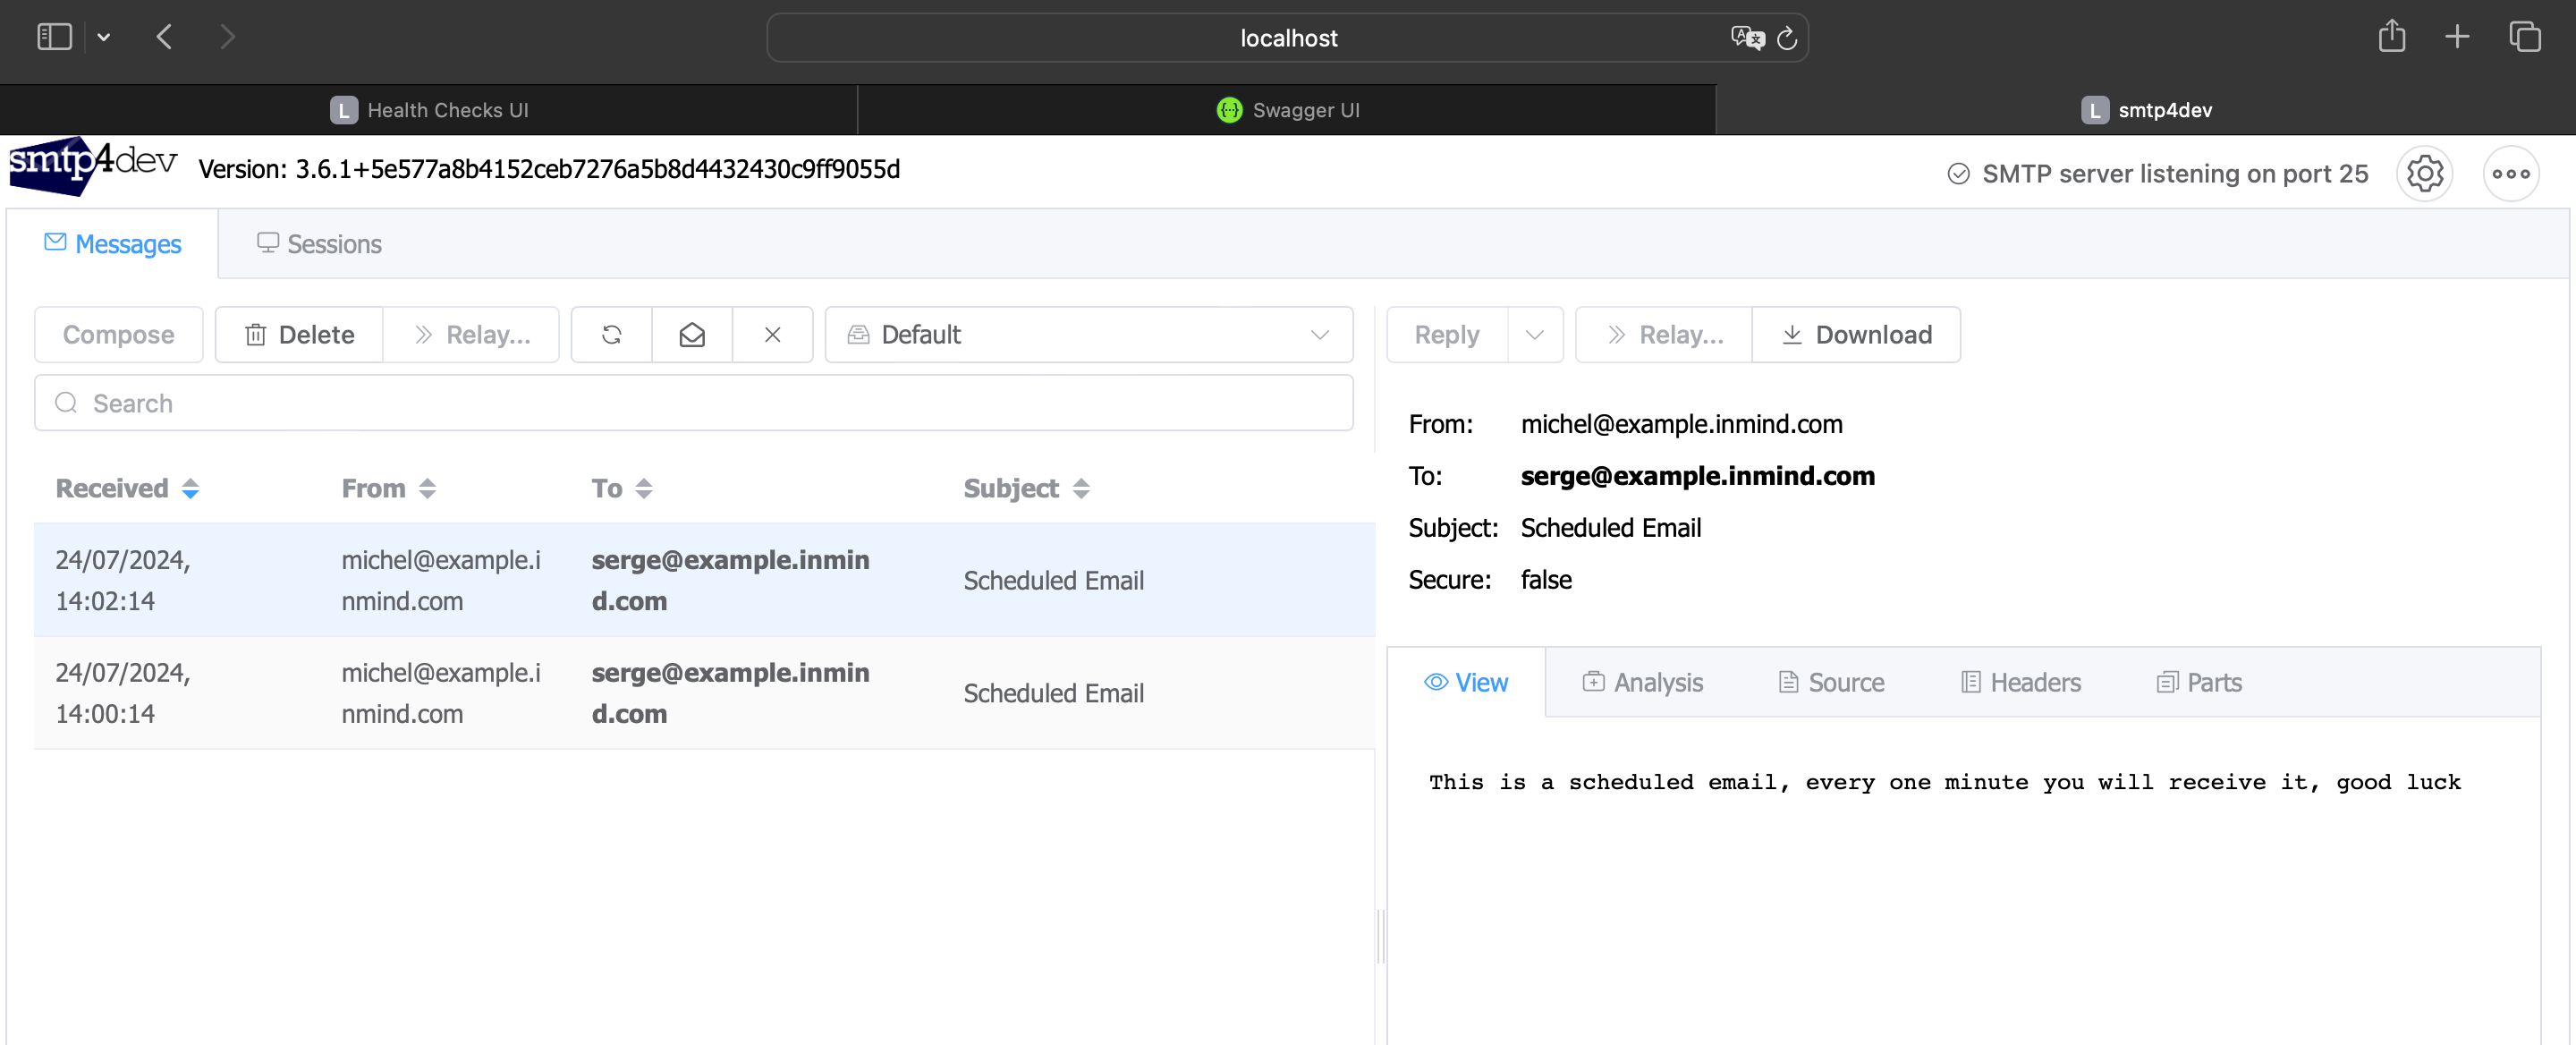 localhost
L Health Checks UI
Swagger UI
L smtp4dev
smtp4dev Version: 3.6.1+5e577a8b4152ceb7276a5b8d4432430c9ff9055d
SMTP server listening on port 25
Messages Sessions
Compose Delete Relay... Default
Search
Received From To Subject
24/07/2024, 14:02:14
michel@example.inmind.com
serge@example.inmind.com
Scheduled Email
24/07/2024, 14:00:14
michel@example.inmind.com
serge@example.inmind.com
Scheduled Email
Reply Relay... Download
From: michel@example.inmind.com
To: serge@example.inmind.com
Subject: Scheduled Email
Secure: false
View Analysis Source Headers Parts
This is a scheduled email, every one minute you will receive it, good luck